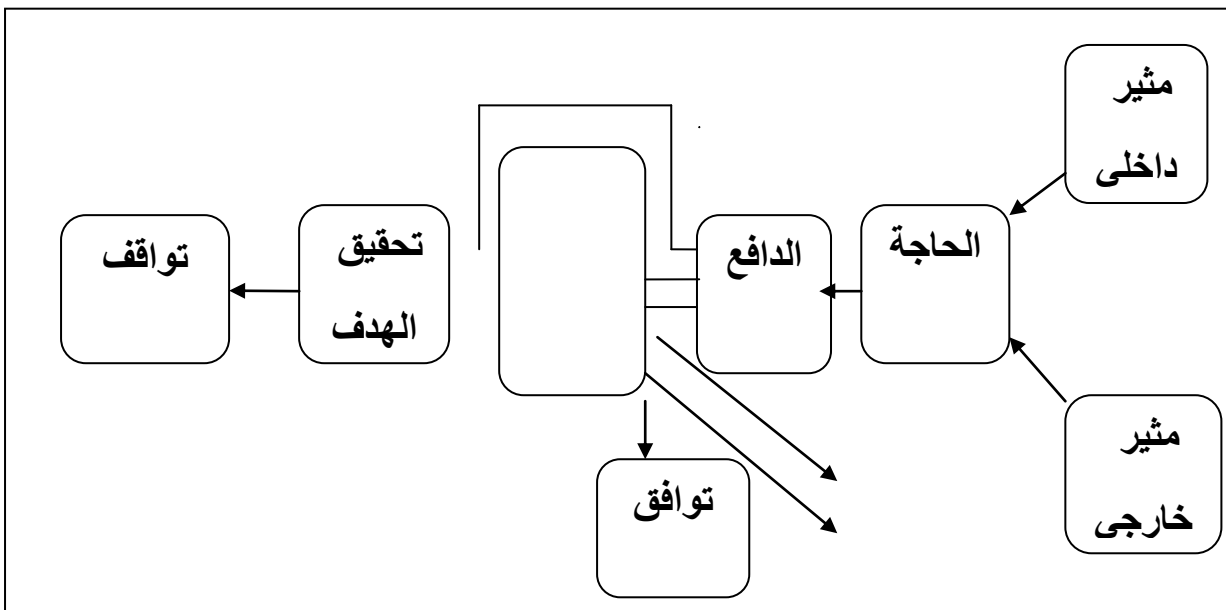 مثير
داخلى
الحاجة
الدافع
تحقيق
الهدف
تواقف
مثير
خارجى
توافق